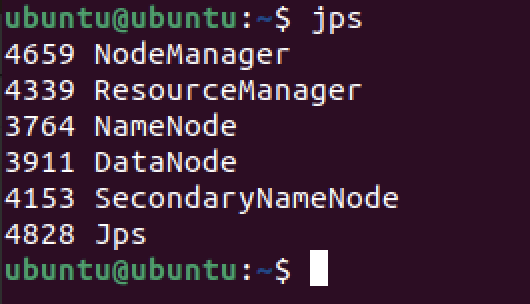 ubuntu@ubuntu:~$ jps
4659 NodeManager
4339 ResourceManager
3764 NameNode
3911 DataNode
4153 SecondaryNameNode
4828 Jps
ubuntu@ubuntu:~$